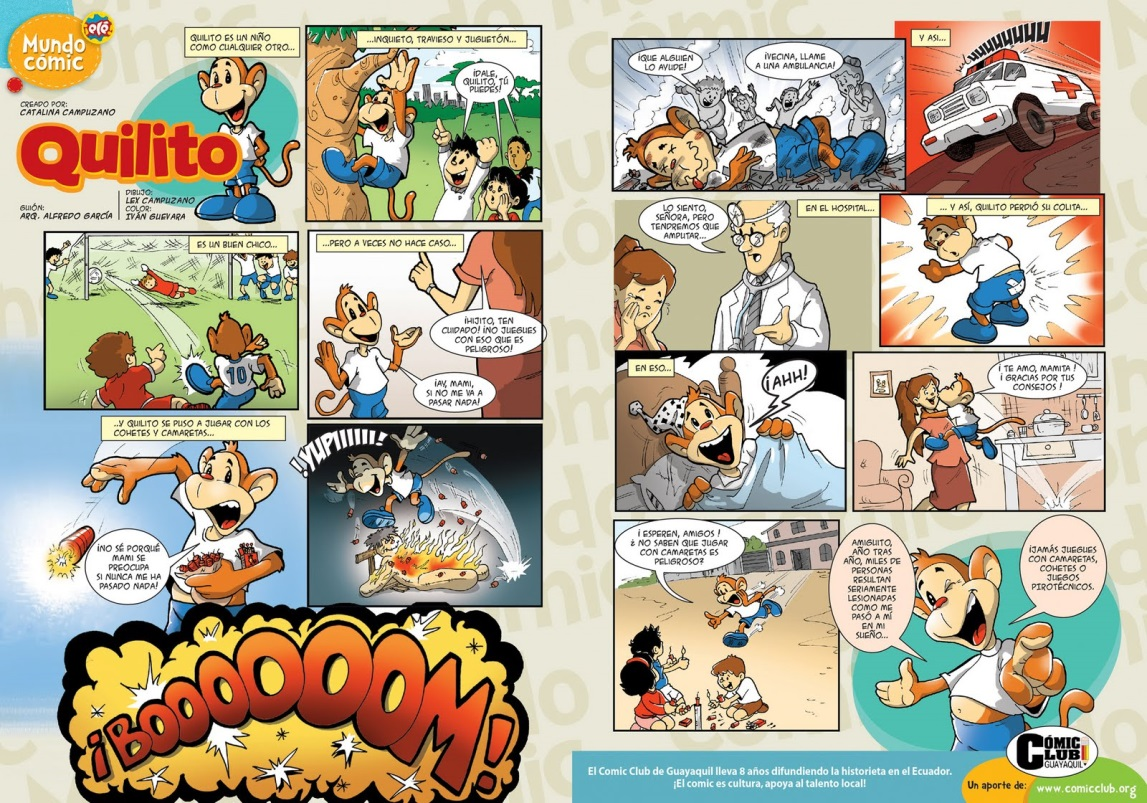 Mundo
cómic
QUILITO ES UN NIÑO
COMO CUALQUIER OTRO...
CREADO POR:
CATALINA CAMPUZANO
Quilito
GUIÓN:
ARQ. ALFREDO GARCÍA
DIBUJO:
LEX CAMPUZANO
COLOR:
IVÁN GUEVARA
...INQUIETO, TRAVIESO Y JUGUETÓN...
¡DALE,
QUILITO, TÚ
PUEDES!
ES UN BUEN CHICO...
10
...PERO A VECES NO HACE CASO...
¡HIJITO, TEN
CUIDADO! ¡NO JUEGUES
CON ESO QUE ES
PELIGROSO!
¡AY, MAMI,
SI NO ME VA A
PASAR NADA!
...Y QUILITO SE PUSO A JUGAR CON LOS
COHETES Y CAMARETAS...
¡NO SÉ PORQUÉ
MAMI SE
PREOCUPA
SI NUNCA ME HA
PASADO NADA!
¡¡YUPIIIIII!
¡BOOOOOOOM!
¡QUE ALGUIEN
LO AYUDE!
¡VECINA, LLAME
A UNA AMBULANCIA!
Y ASI...
LO SIENTO,
SEÑORA, PERO
TENDREMOS QUE
AMPUTAR...
EN EL HOSPITAL...
... Y ASÍ, QUILITO PERDIÓ SU COLITA...
EN ESO...
¡AHH!
¡ TE AMO, MAMITA !
¡ GRACIAS POR TUS
CONSEJOS !
¡ ESPEREN, AMIGOS !
¿ NO SABEN QUE JUGAR
CON CAMARETAS ES
PELIGROSO?
AMIGUITO,
AÑO TRAS
AÑO, MILES DE
PERSONAS
RESULTAN
SERIAMENTE
LESIONADAS
COMO ME
PASÓ A MÍ
EN MI
SUEÑO...
¡JAMÁS JUEGUES
CON CAMARETAS,
COHETES O
JUEGOS
PIROTÉCNICOS.
CÓMIC
CLUB
GUAYAQUIL
El Comic Club de Guayaquil lleva 8 años difundiendo la historieta en el Ecuador.
¡El comic es cultura, apoya al talento local!
Un aporte de:
www.comicclub.org